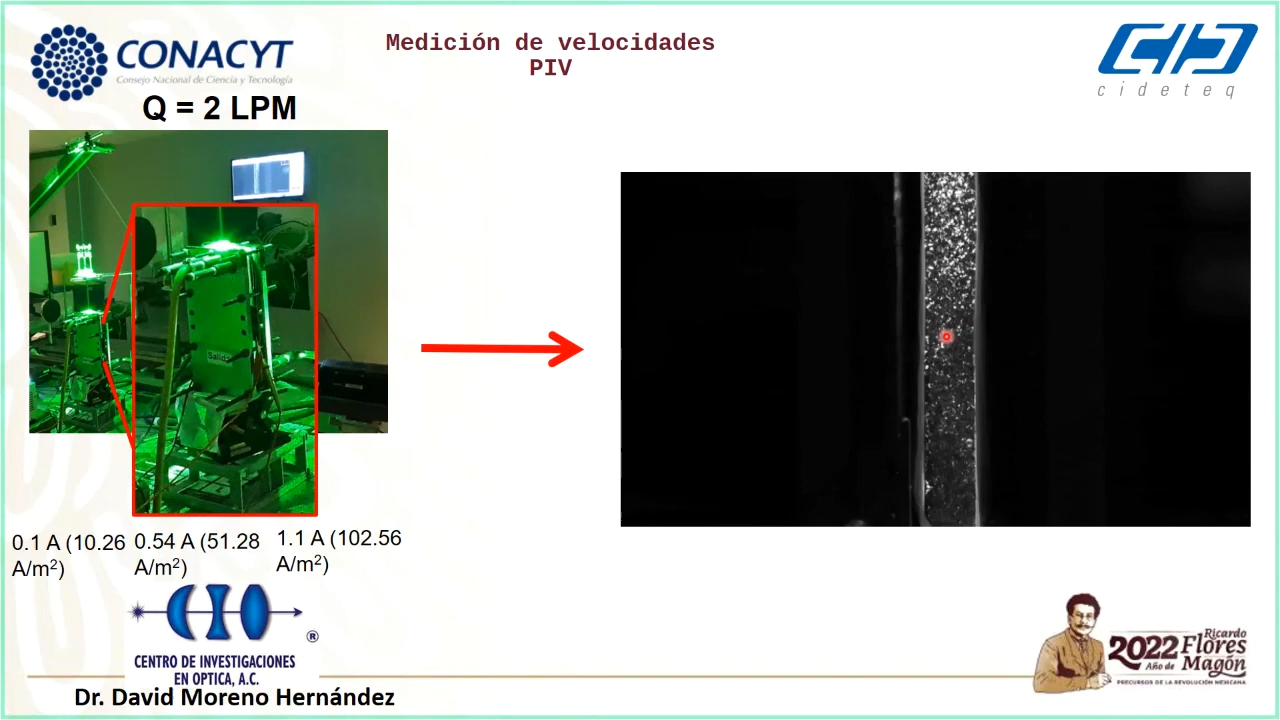 CONACYT
Consejo Nacional de Ciencia y Tecnología
Medición de velocidades
PIV
cideteq
Q = 2 LPM
Salida
0.1 A (10.26
A/m²)
0.54 A (51.28
A/m²)
1.1 A (102.56
A/m²)
®
CENTRO DE INVESTIGACIONES
EN OPTICA, A.C.
Dr. David Moreno Hernández
2022 Ricardo
Flores
Año de Magón
PRECURSOR DE LA REVOLUCIÓN MEXICANA